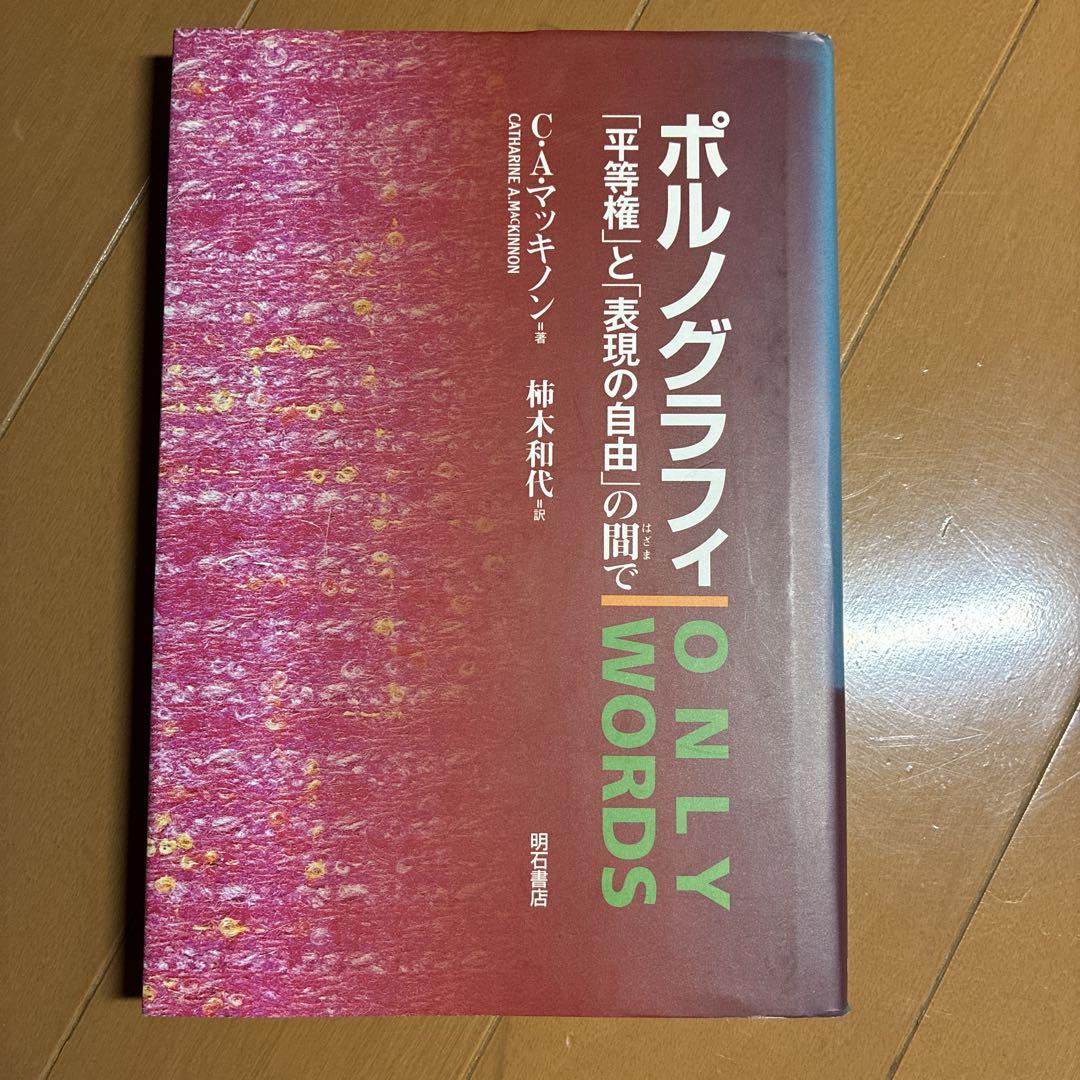 ポルノグラフィ
「平等権」と「表現の自由」の間で
はざま
ONLY
WORDS
C・A・マッキノン=著
CATHARINE A.MACKINNON
柿木和代=訳
明石書店